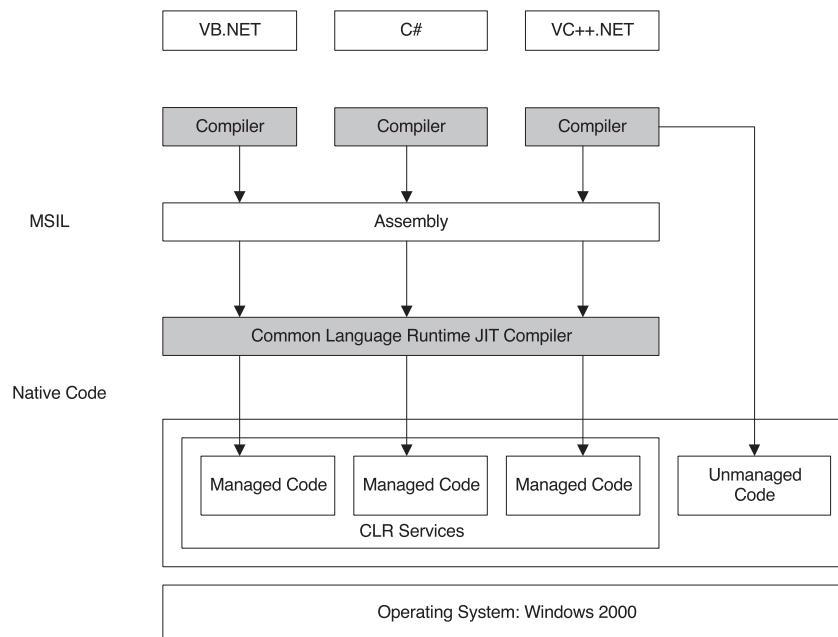 VB.NET
C#
VC++.NET
Compiler
Compiler
Compiler
MSIL
Assembly
Common Language Runtime JIT Compiler
Native Code
Managed Code
Managed Code
Managed Code
Unmanaged
Code
CLR Services
Operating System: Windows 2000